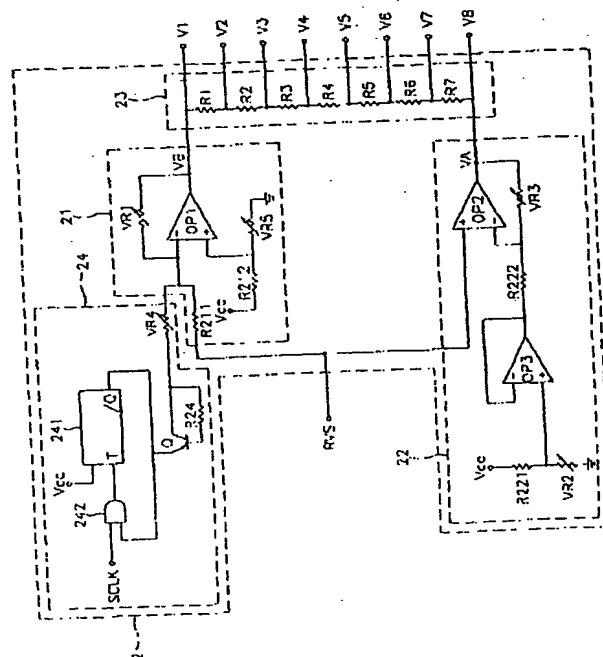 24
21
23
V1
V2
V3
V4
V5
V6
V7
V8
R1
R2
R3
R4
R5
R6
R7
241
242
Vcc
T
/Q
SCLK
Q
R24
VR4
R211
VR1
VB
OP1
-
+
Vcc
R212
VR5
RVS
22
Vcc
R221
VR2
OP3
-
+
R222
VR3
OP2
+
-
VA
2